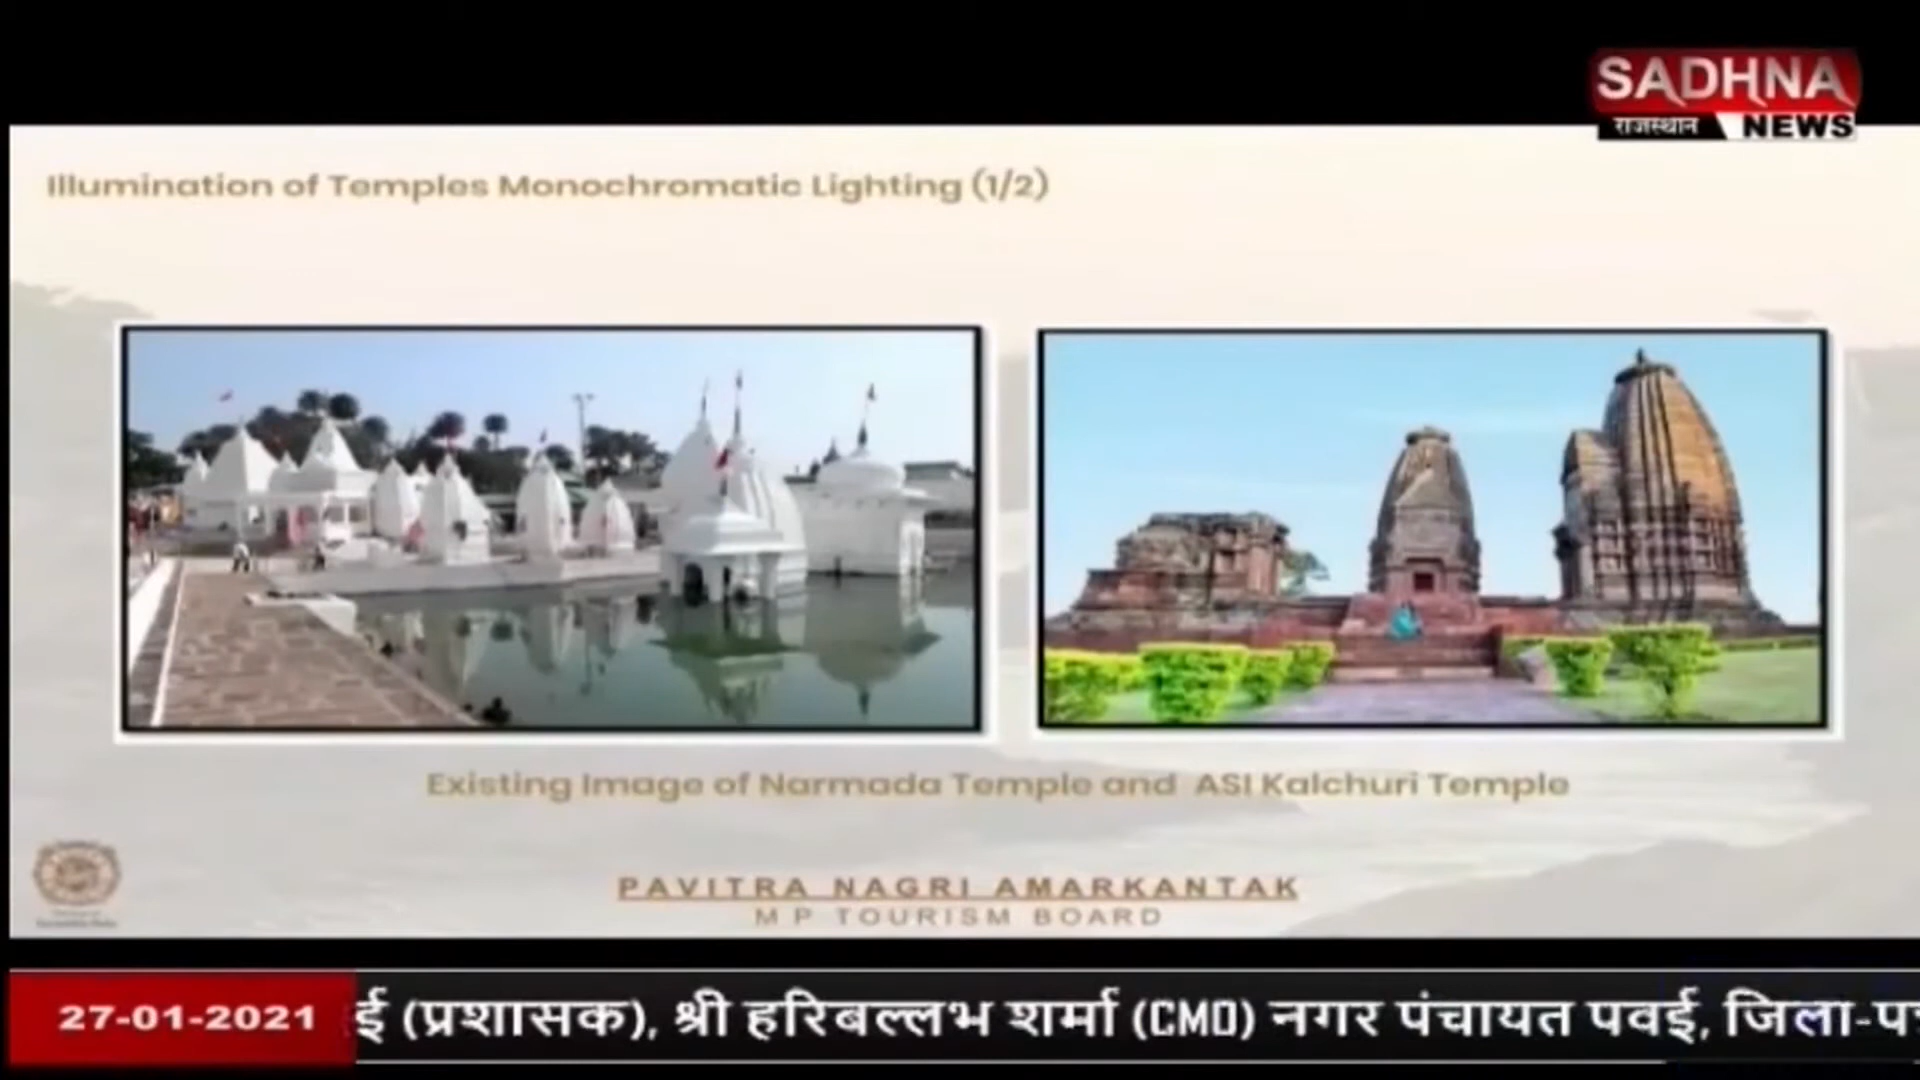 SADHNA
राजस्थान NEWS
Illumination of Temples Monochromatic Lighting (1/2)
Existing Image of Narmada Temple and ASI Kalchuri Temple
PAVITRA NAGRI AMARKANTAK
MP TOURISM BOARD
27-01-2021 ई (प्रशासक), श्री हरिबल्लभ शर्मा (CMO) नगर पंचायत पवई, जिला-